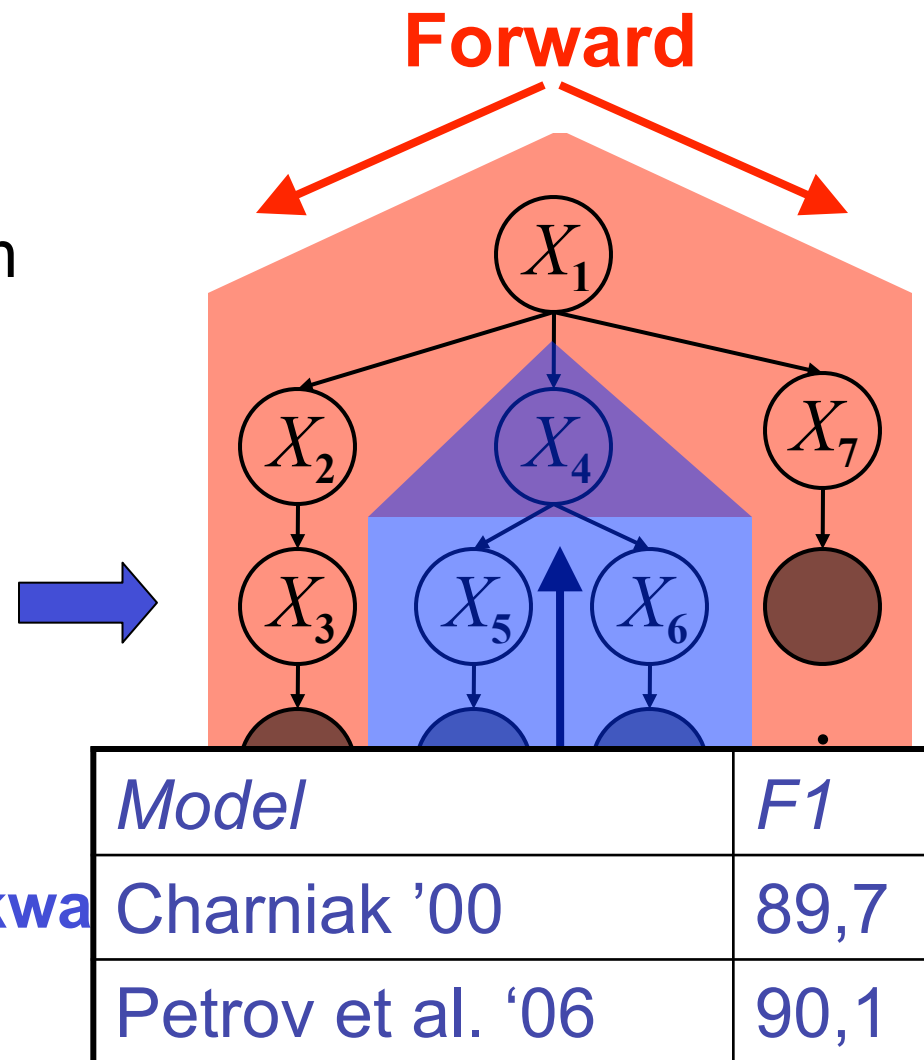 Forward
X1
X2 X4 X7
X3 X5 X6
Model F1
Charniak ’00 89,7
Petrov et al. ‘06 90,1